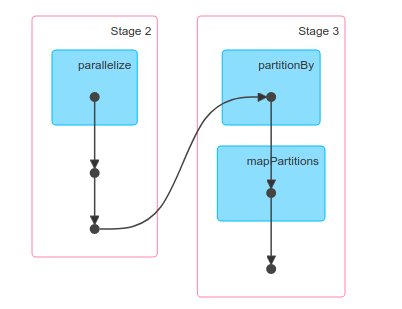 Stage 2
parallelize
Stage 3
partitionBy
mapPartitions